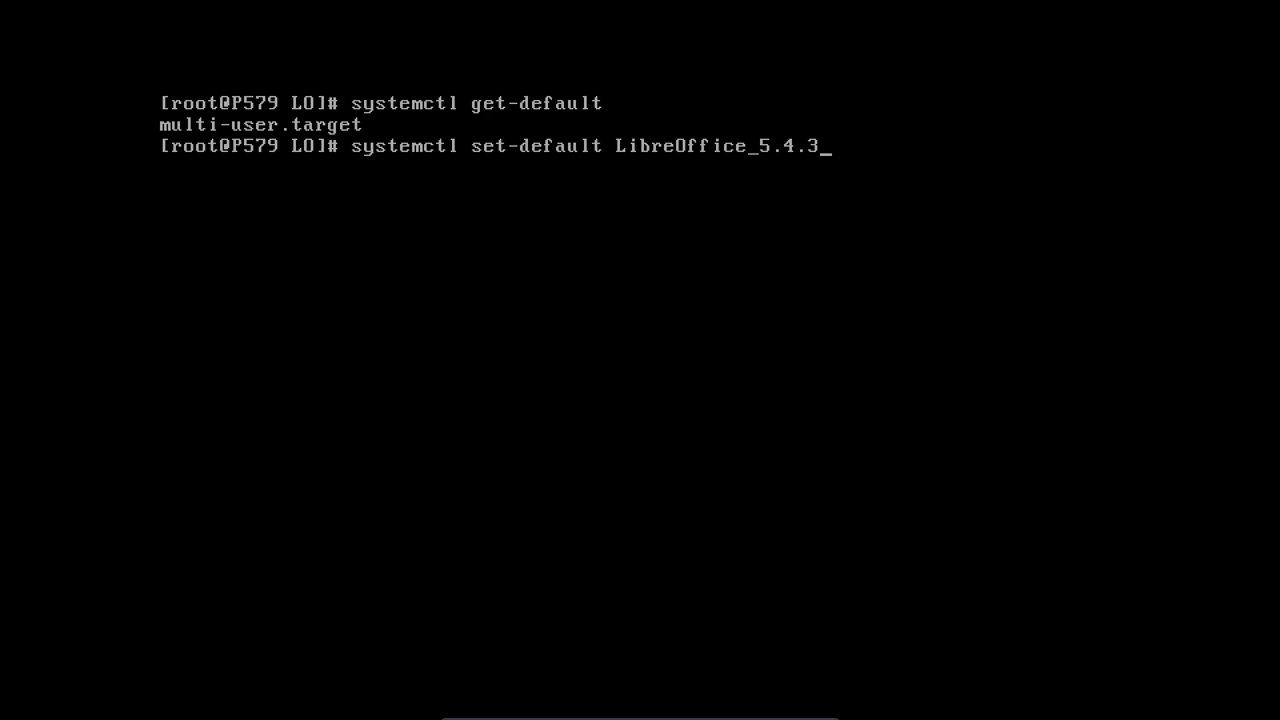 [root@P579 LO]# systemctl get-default
multi-user.target
[root@P579 LO]# systemctl set-default LibreOffice_5.4.3_